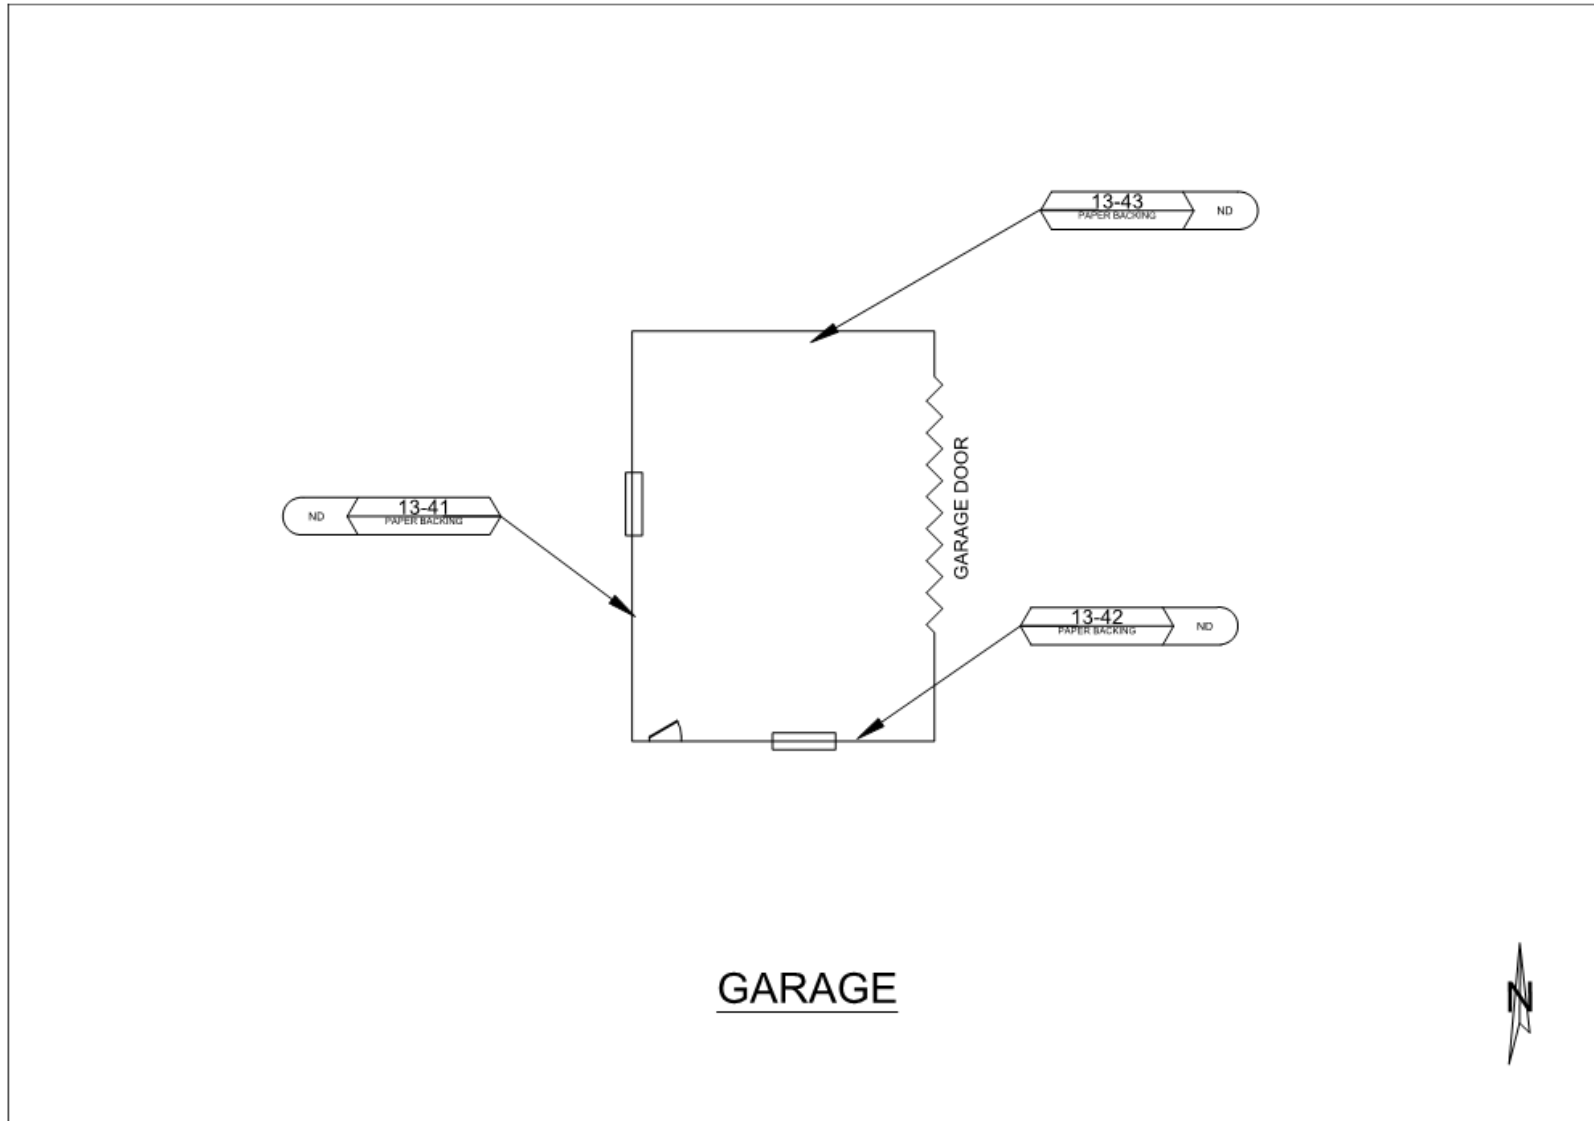 13-43
PAPER BACKING
ND
GARAGE DOOR
ND
13-41
PAPER BACKING
13-42
PAPER BACKING
ND
GARAGE
N